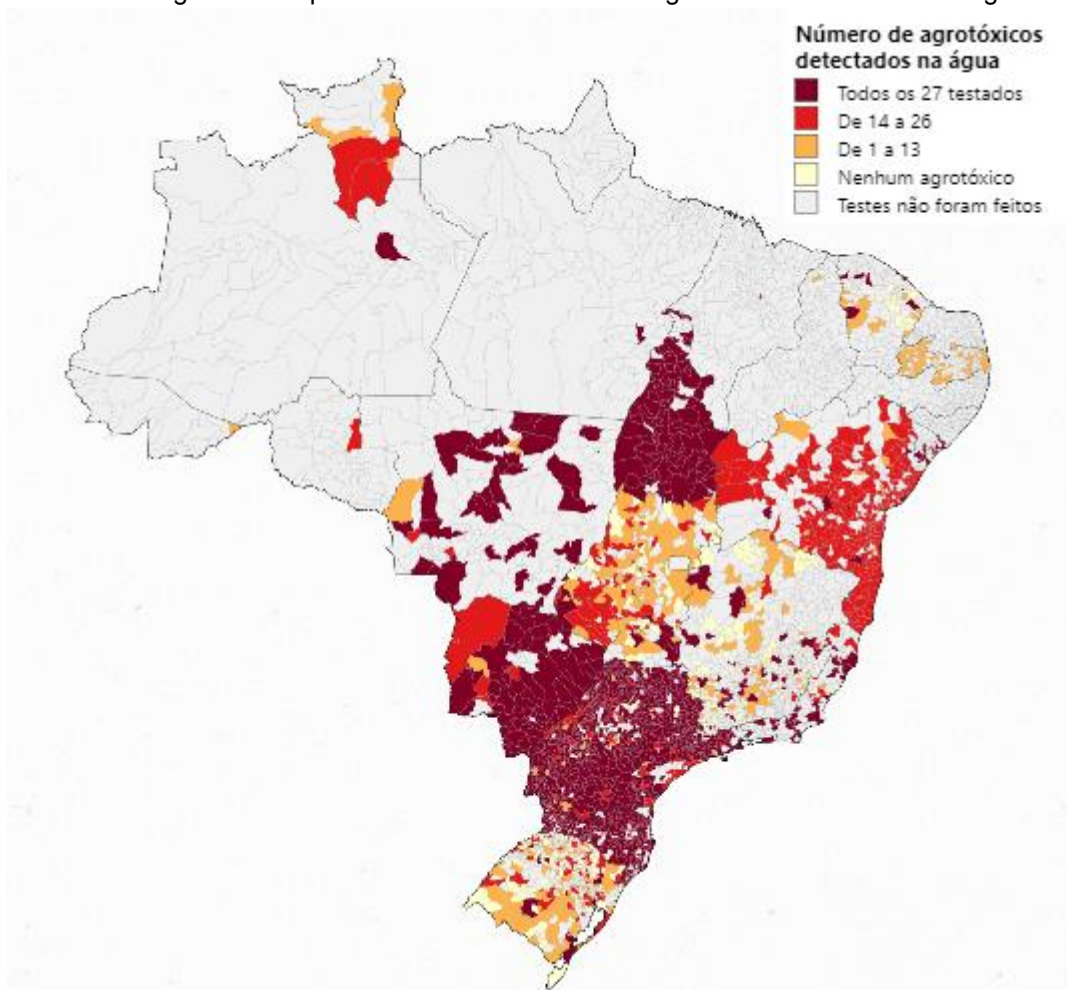 Número de agrotóxicos
detectados na água
Todos os 27 testados
De 14 a 26
De 1 a 13
Nenhum agrotóxico
Testes não foram feitos